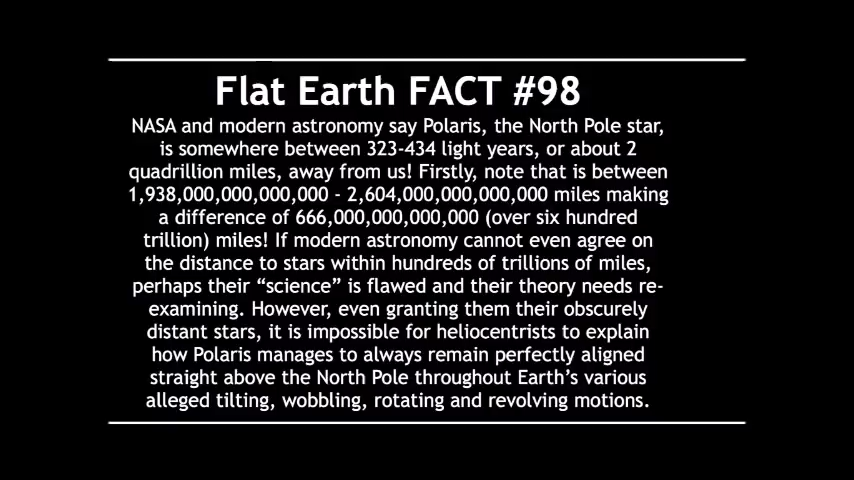 Flat Earth FACT #98
NASA and modern astronomy say Polaris, the North Pole star,
is somewhere between 323-434 light years, or about 2
quadrillion miles, away from us! Firstly, note that is between
1,938,000,000,000,000 - 2,604,000,000,000,000 miles making
a difference of 666,000,000,000,000 (over six hundred
trillion) miles! If modern astronomy cannot even agree on
the distance to stars within hundreds of trillions of miles,
perhaps their “science” is flawed and their theory needs re-
examining. However, even granting them their obscurely
distant stars, it is impossible for heliocentrists to explain
how Polaris manages to always remain perfectly aligned
straight above the North Pole throughout Earth’s various
alleged tilting, wobbling, rotating and revolving motions.